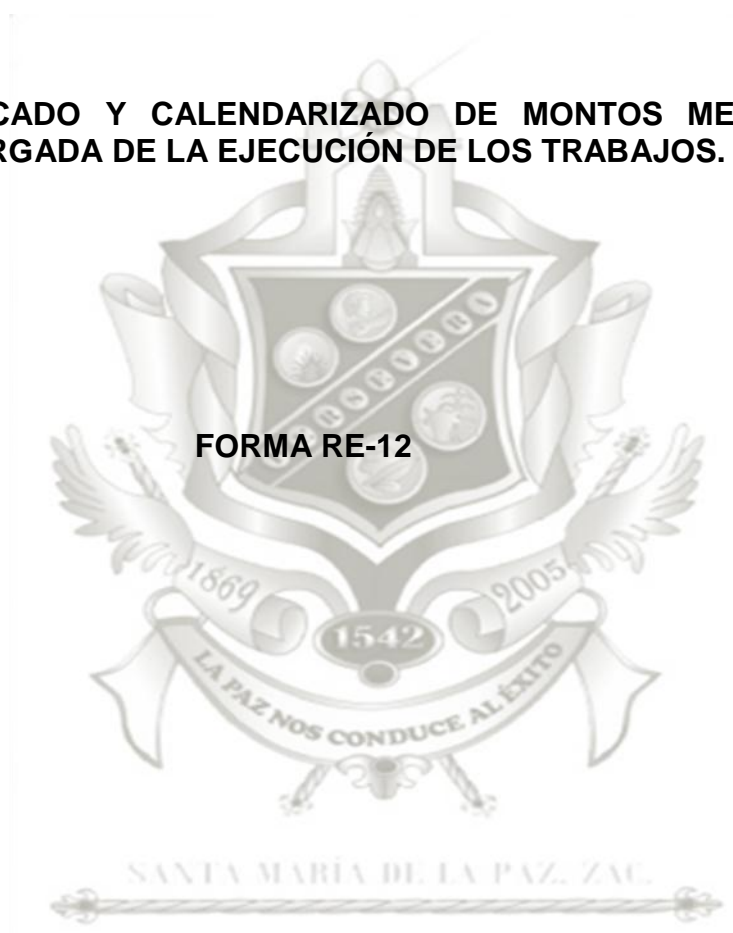 CADO Y CALENDARIZADO DE MONTOS ME
RGADA DE LA EJECUCIÓN DE LOS TRABAJOS.
PERSEVERA
FORMA RE-12
1869
2005
1542
LA PAZ NOS CONDUCE AL ÉXITO
SANTA MARÍA DE LA PAZ, ZAC.